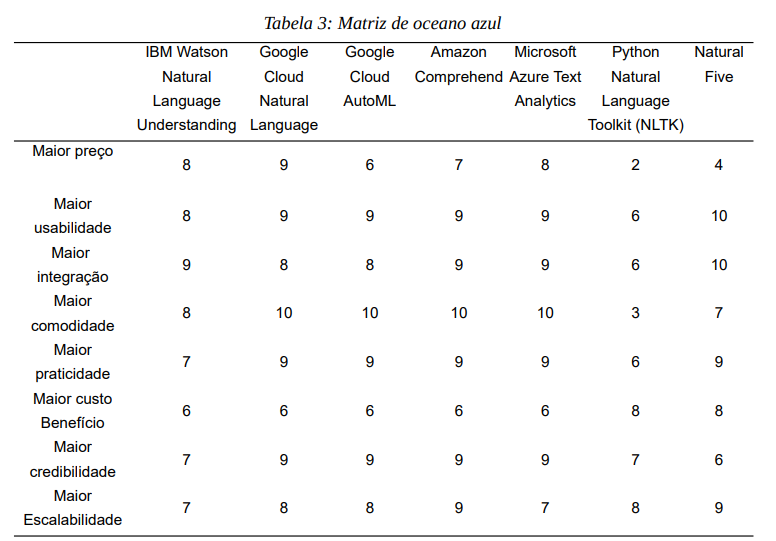 Tabela 3: Matriz de oceano azul
IBM Watson Natural Language Understanding
Google Cloud Natural Language
Google Cloud AutoML
Amazon Comprehend
Microsoft Azure Text Analytics
Python Natural Language Toolkit (NLTK)
Natural Five
Maior preço 8 9 6 7 8 2 4
Maior usabilidade 8 9 9 9 9 6 10
Maior integração 9 8 8 9 9 6 10
Maior comodidade 8 10 10 10 10 3 7
Maior praticidade 7 9 9 9 9 6 9
Maior custo Benefício 6 6 6 6 6 8 8
Maior credibilidade 7 9 9 9 9 7 6
Maior Escalabilidade 7 8 8 9 7 8 9